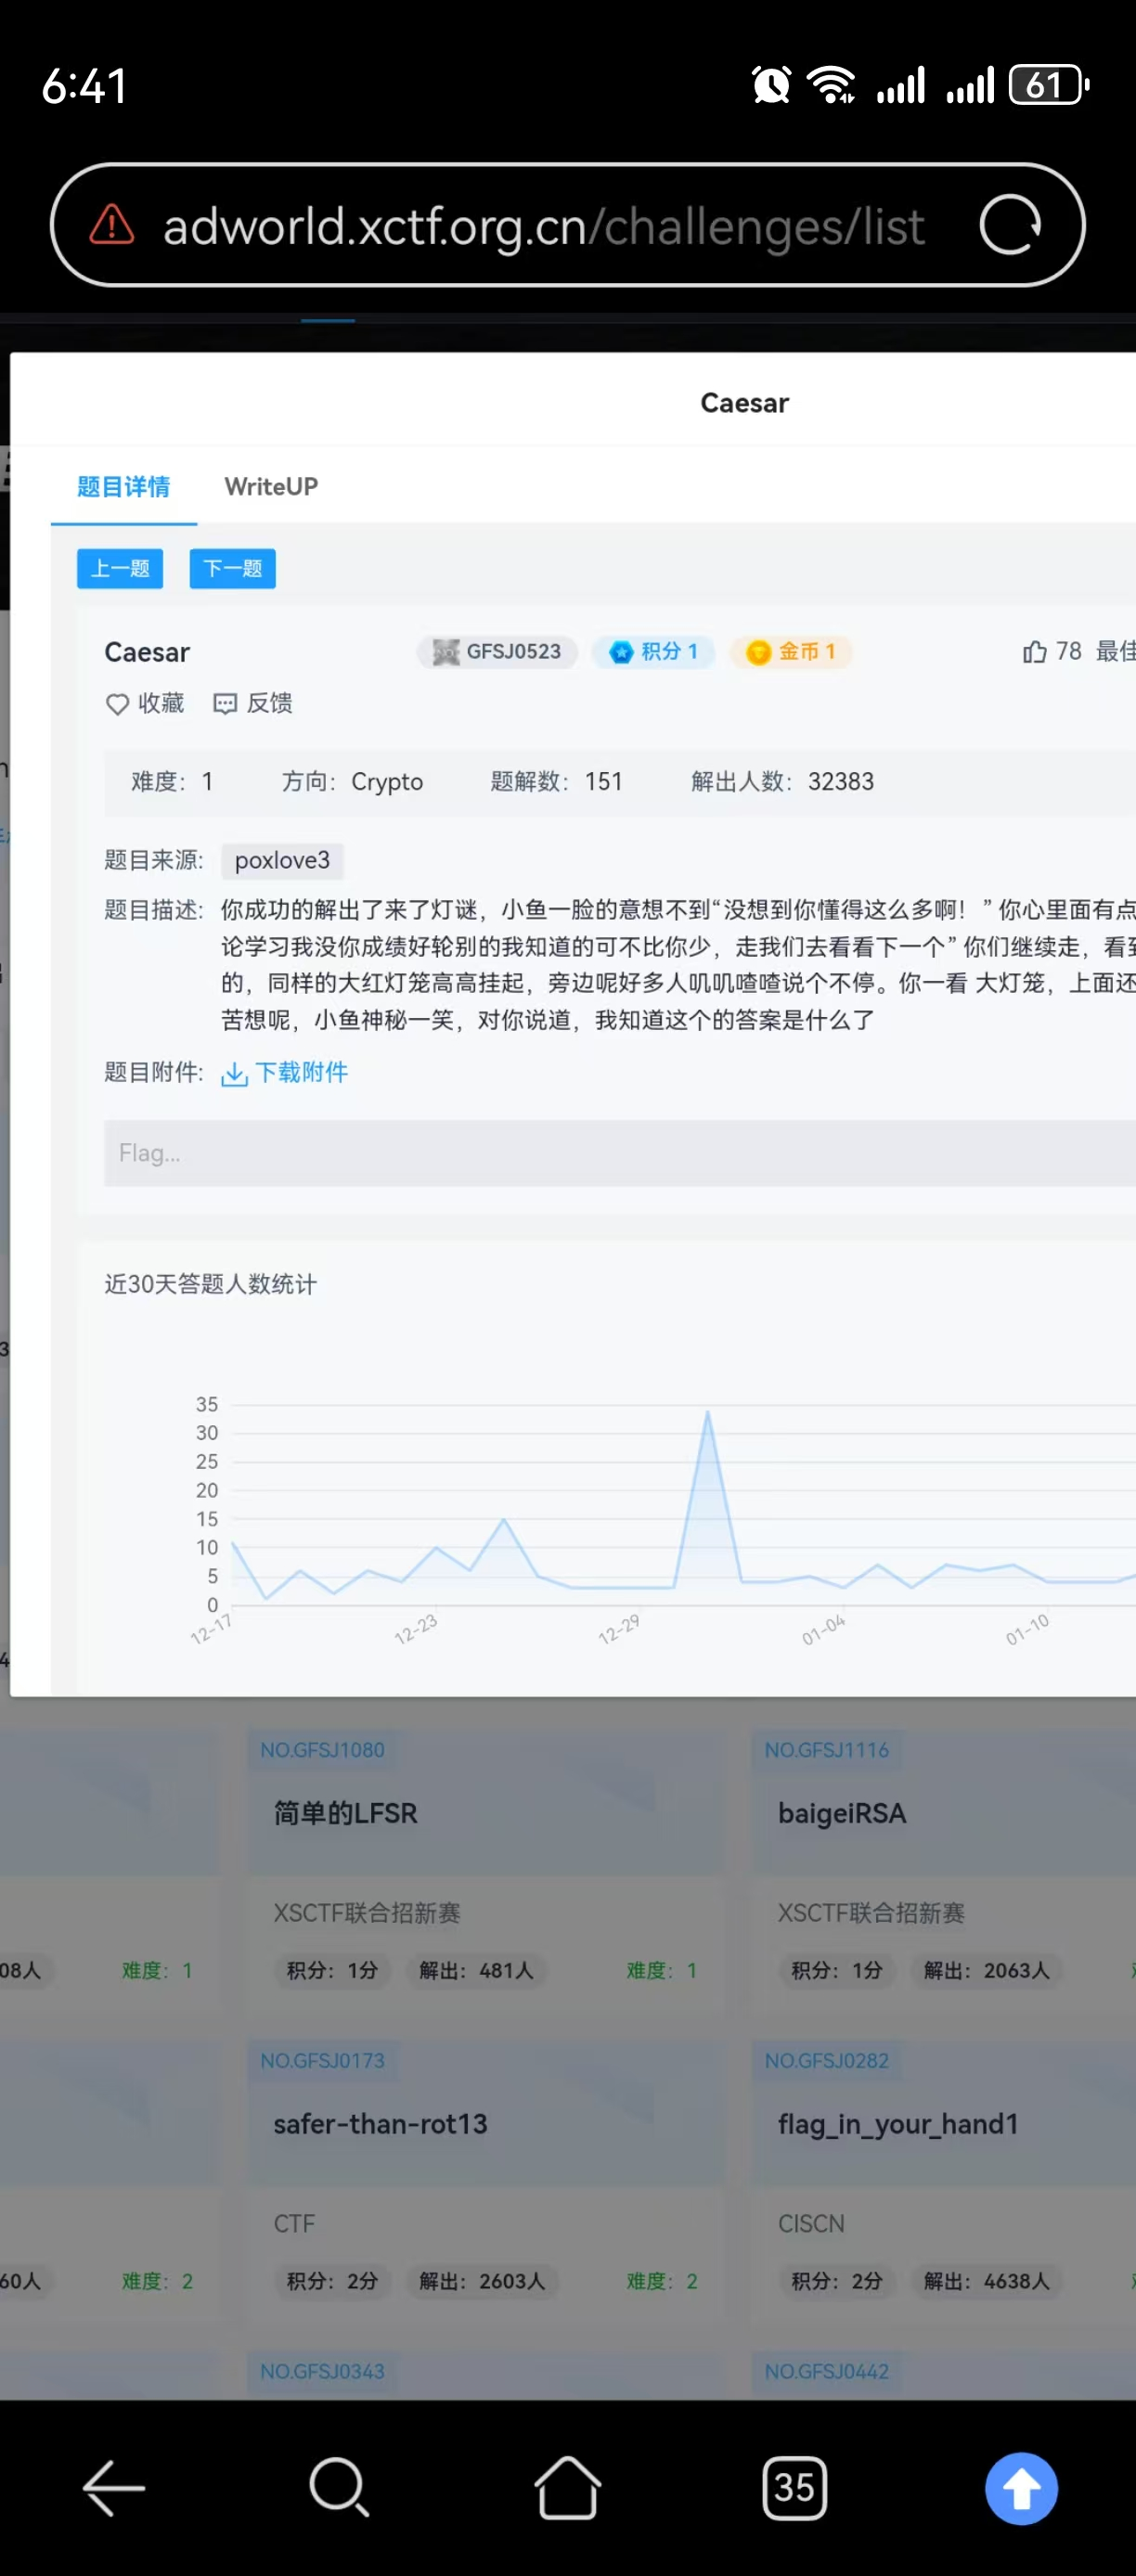 6:41
61
adworld.xctf.org.cn/challenges/list
Caesar
题目详情 WriteUP
上一题 下一题
Caesar GFSJ0523 积分 1 金币 1 78 最佳
收藏 反馈
难度: 1 方向: Crypto 题解数: 151 解出人数: 32383
题目来源: poxlove3
题目描述: 你成功的解出了来了灯谜，小鱼一脸的意想不到“没想到你懂得这么多啊！” 你心里面有点
论学习我没你成绩好轮别的我知道的可不比你少，走我们去看看下一个” 你们继续走，看到
的，同样的大红灯笼高高挂起，旁边呢好多人叽叽喳喳说个不停。你一看 大灯笼，上面还
苦想呢，小鱼神秘一笑，对你说道，我知道这个的答案是什么了
题目附件: 下载附件
Flag...
近30天答题人数统计
35
30
25
20
15
10
5
0
12-17 12-23 12-29 01-04 01-10
NO.GFSJ1080 NO.GFSJ1116
简单的LFSR baigeiRSA
XSCTF联合招新赛 XSCTF联合招新赛
08人 难度: 1 积分: 1分 解出: 481人 难度: 1 积分: 1分 解出: 2063人
NO.GFSJ0173 NO.GFSJ0282
safer-than-rot13 flag_in_your_hand1
CTF CISCN
60人 难度: 2 积分: 2分 解出: 2603人 难度: 2 积分: 2分 解出: 4638人
NO.GFSJ0343 NO.GFSJ0442
35